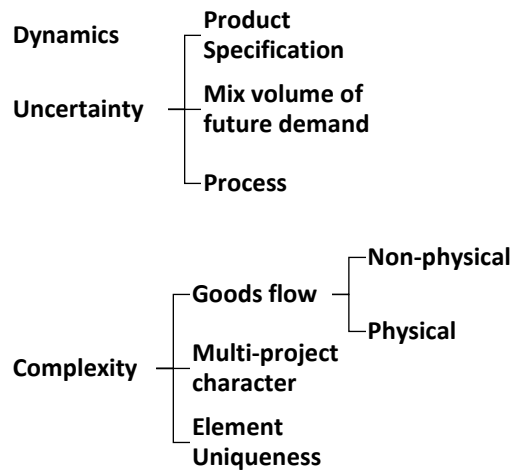 Dynamics
Product
Specification
Uncertainty
Mix volume of
future demand
Process
Non-physical
Goods flow
Physical
Complexity
Multi-project
character
Element
Uniqueness